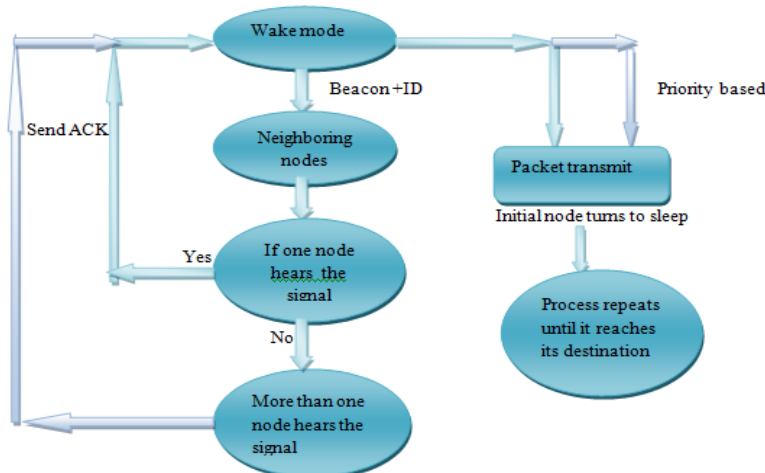 Wake mode
Beacon +ID
Priority based
Send ACK
Neighboring
nodes
Packet transmit
Initial node turns to sleep
Yes
If one node
hears the
signal
Process repeats
until it reaches
its destination
No
More than one
node hears the
signal